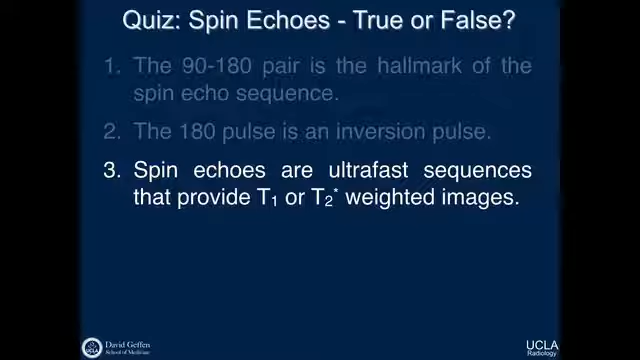 Quiz: Spin Echoes - True or False?
1. The 90-180 pair is the hallmark of the
spin echo sequence.
2. The 180 pulse is an inversion pulse.
3. Spin echoes are ultrafast sequences
that provide T1 or T2* weighted images.
UCLA
David Geffen
School of Medicine
UCLA
Radiology